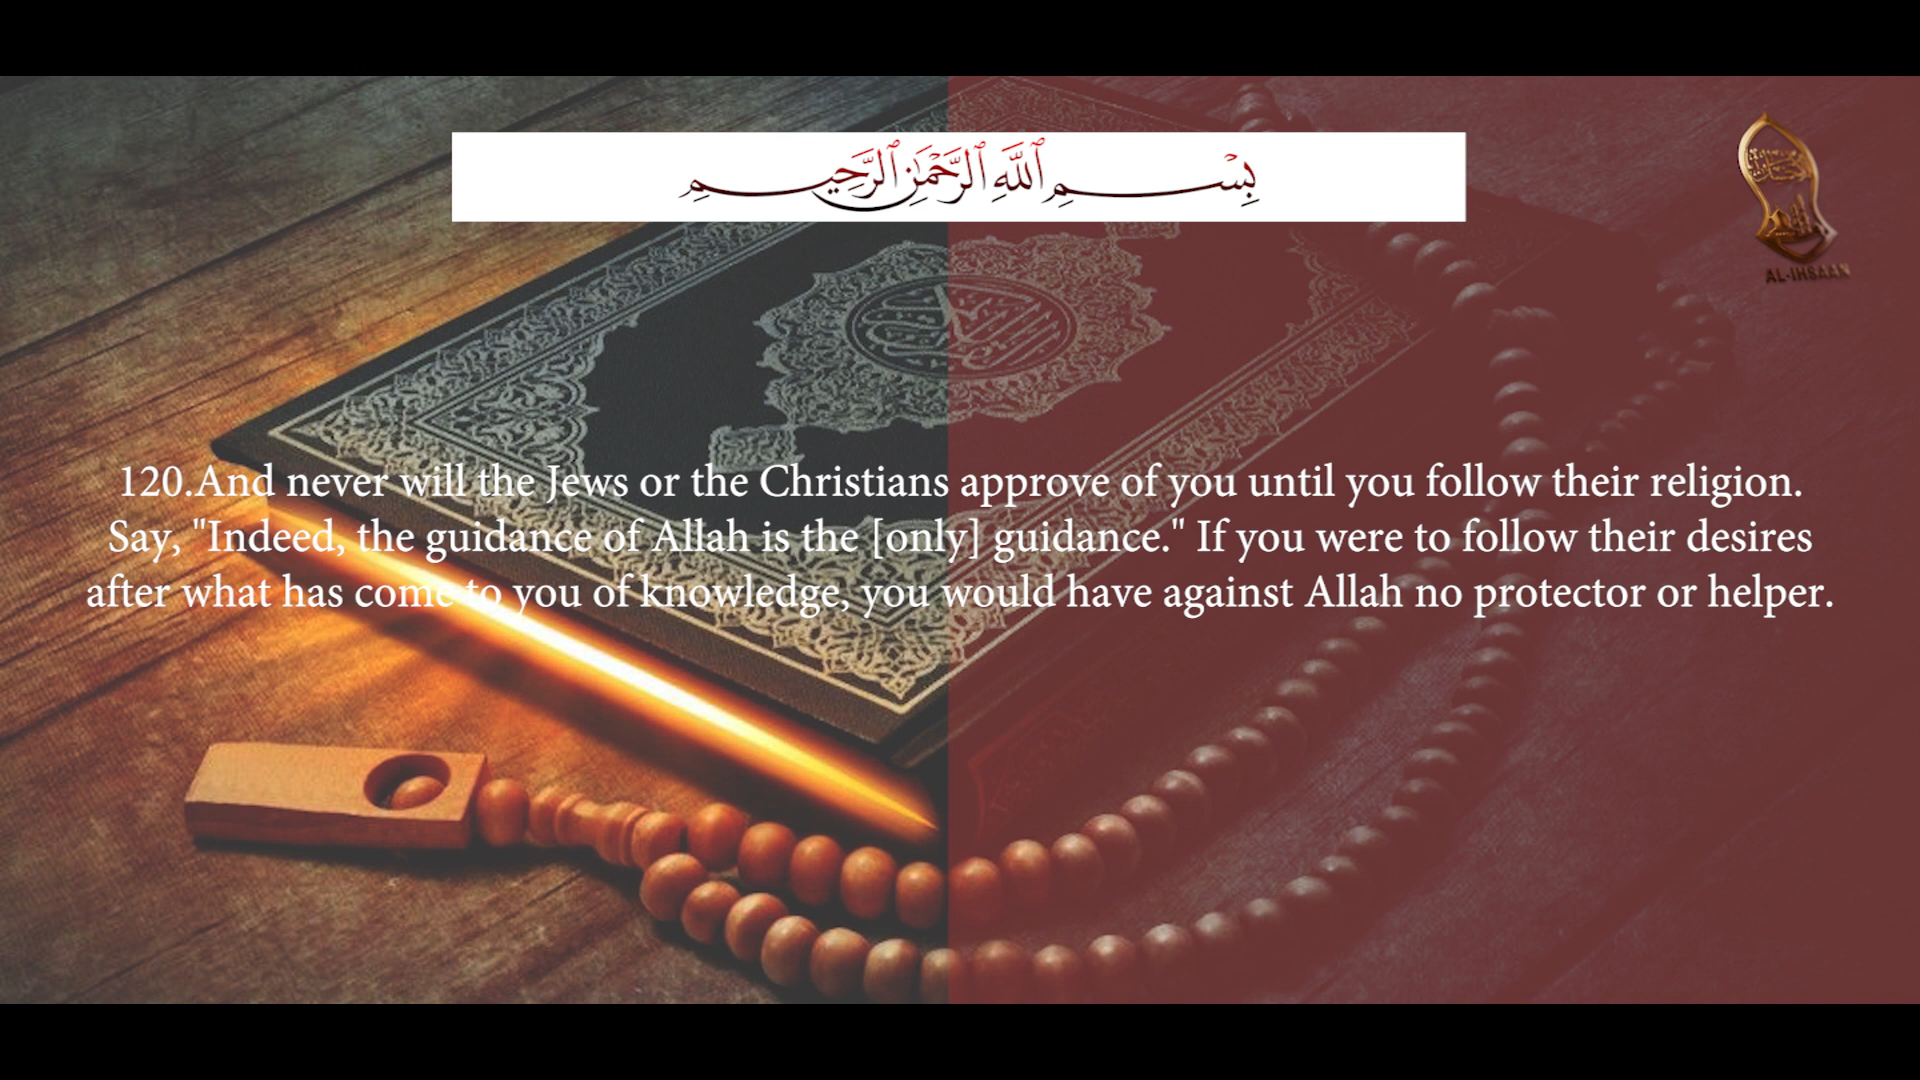 بِسْمِ ٱللَّهِ ٱلرَّحْمَٰنِ ٱلرَّحِيمِ
AL-IHSAAN
120.And never will the Jews or the Christians approve of you until you follow their religion.
Say, "Indeed, the guidance of Allah is the [only] guidance." If you were to follow their desires
after what has come to you of knowledge, you would have against Allah no protector or helper.